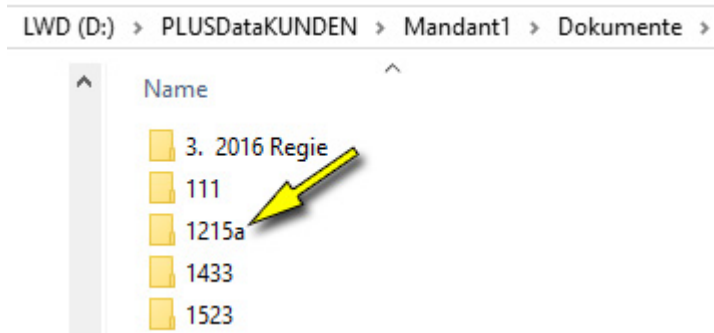 LWD (D:) > PLUSDataKUNDEN > Mandant1 > Dokumente >
Name
3. 2016 Regie
111
1215a
1433
1523